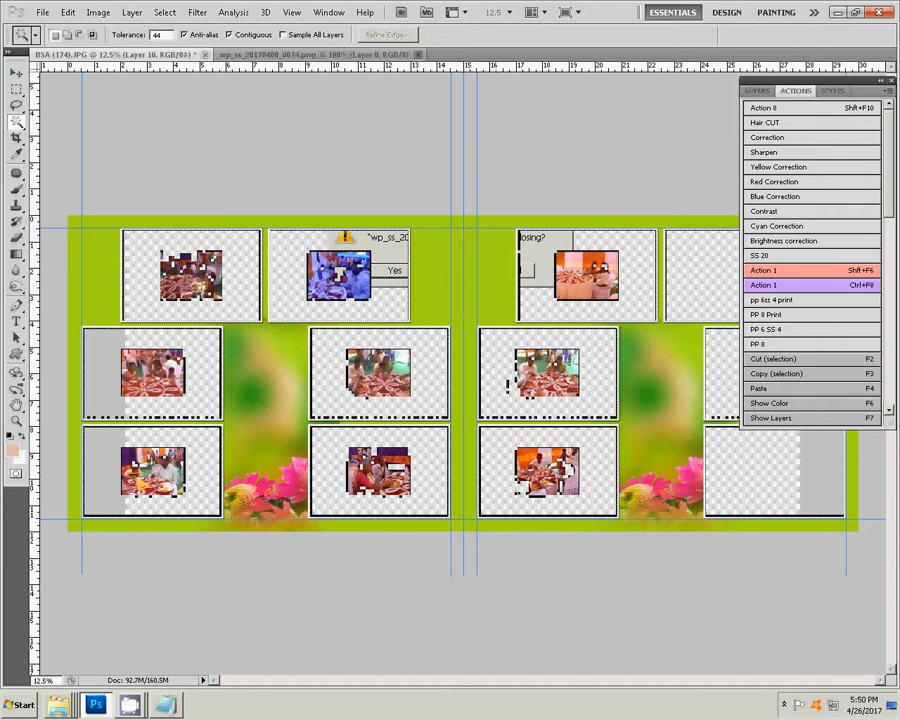 Ps File Edit Image Layer Select Filter Analysis 3D View Window Help Br Mb 12.5 ESSENTIALS DESIGN PAINTING
Tolerance: 44 Anti-alias Contiguous Sample All Layers Refine Edge...
BSA (174).JPG @ 12.5% (Layer 10, RGB/8#) * wp_ss_20170408_0074.png @ 100% (Layer 0, RGB/8)
LAYERS ACTIONS STYLES
Action 8 Shft+F10
Hair CUT
Correction
Sharpen
Yellow Correction
Red Correction
Blue Correction
Contrast
Cyan Correction
Brightness correction
SS 20
Action 1 Shft+F6
Action 1 Ctrl+F8
pp 6ss 4 print
PP 8 Print
PP 6 SS 4
PP 8
Cut (selection) F2
Copy (selection) F3
Paste F4
Show Color F6
Show Layers F7
"wp_ss_20
Yes
losing?
12.5% Doc: 92.7M/160.5M
Start Ps 5:50 PM
4/26/2017